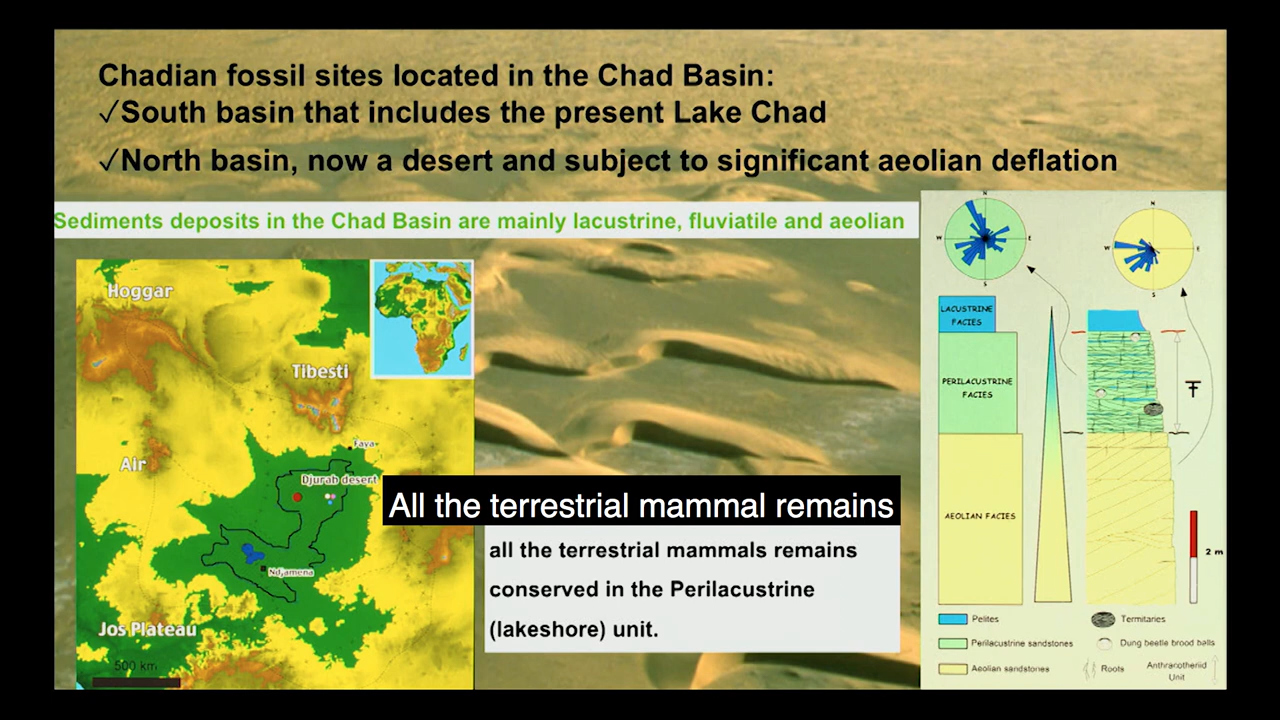 Chadian fossil sites located in the Chad Basin:
✓South basin that includes the present Lake Chad
✓North basin, now a desert and subject to significant aeolian deflation
Sediments deposits in the Chad Basin are mainly lacustrine, fluviatile and aeolian
Hoggar
Tibesti
Faya
Air
Djurab desert
Ndjamena
Jos Plateau
500 km
All the terrestrial mammal remains
all the terrestrial mammals remains
conserved in the Perilacustrine
(lakeshore) unit.
N
W
E
S
N
W
E
S
LACUSTRINE
FACIES
PERILACUSTRINE
FACIES
AEOLIAN FACIES
2 m
Pelites
Perilacustrine sandstones
Aeolian sandstones
Termitaries
Dung beetle brood balls
Roots
Anthracotheriid
Unit